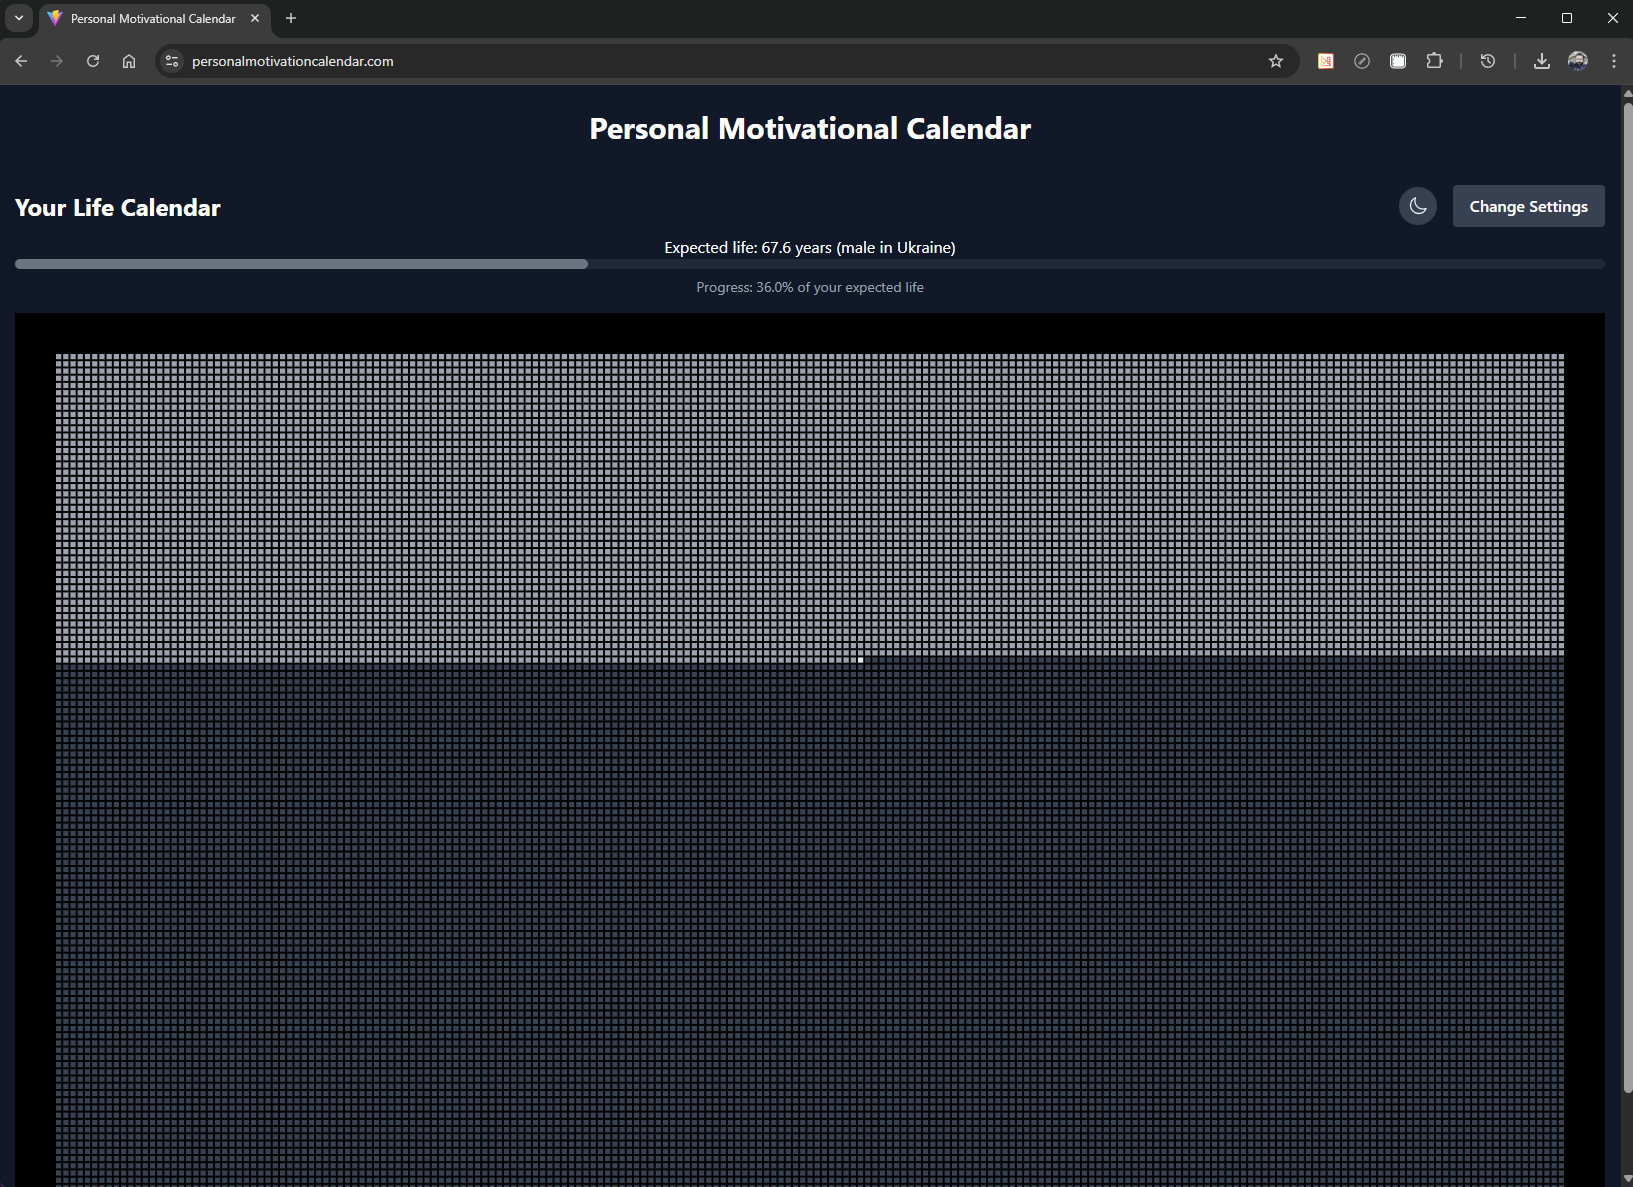 Personal Motivational Calendar
personalmotivationcalendar.com
Personal Motivational Calendar
Your Life Calendar
Change Settings
Expected life: 67.6 years (male in Ukraine)
Progress: 36.0% of your expected life